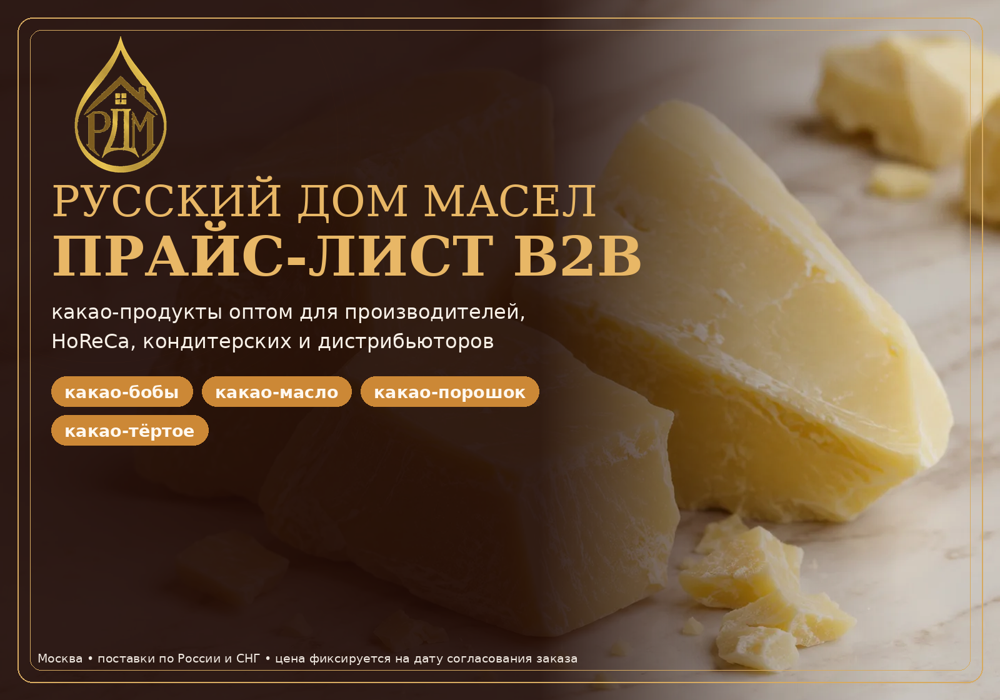 РДМ
РУССКИЙ ДОМ МАСЕЛ
ПРАЙС-ЛИСТ B2B
какао-продукты оптом для производителей,
HoReCa, кондитерских и дистрибьюторов
какао-бобы какао-масло какао-порошок
какао-тёртое
Москва • поставки по России и СНГ • цена фиксируется на дату согласования заказа